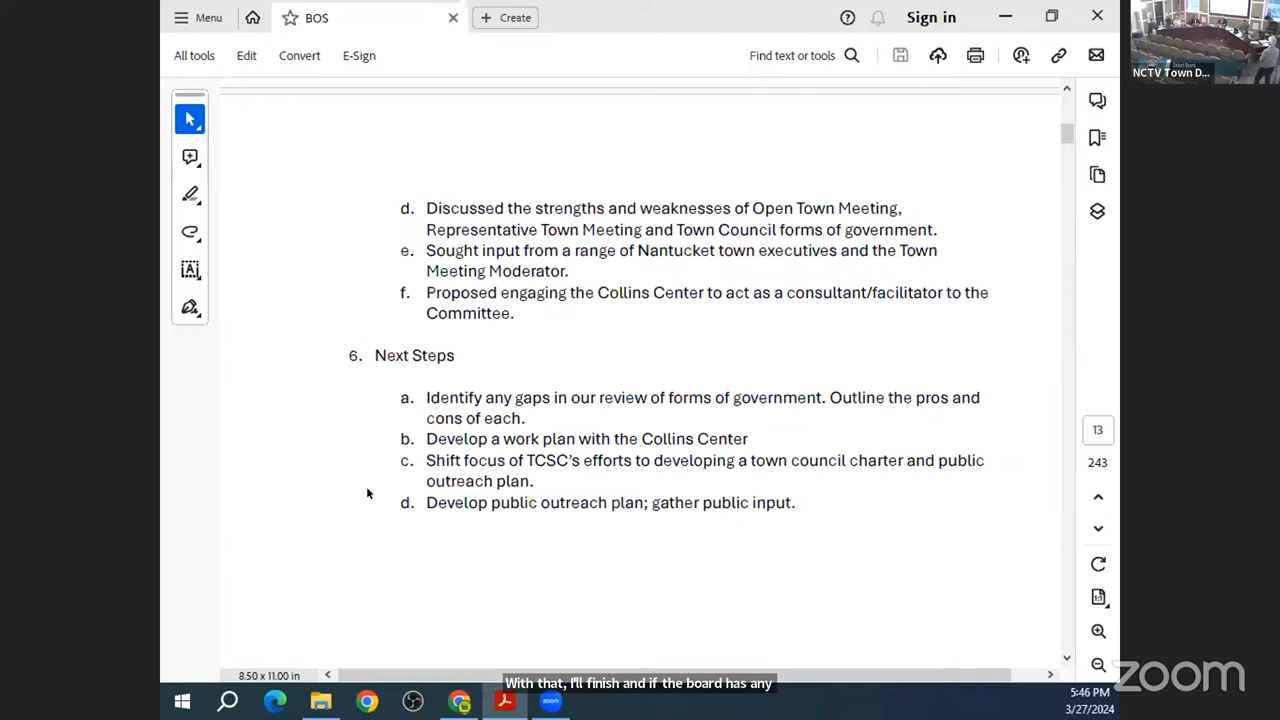 Menu
BOS
Create
Sign in
All tools
Edit
Convert
E-Sign
Find text or tools
NCTV Town D...
d. Discussed the strengths and weaknesses of Open Town Meeting,
Representative Town Meeting and Town Council forms of government.
e. Sought input from a range of Nantucket town executives and the Town
Meeting Moderator.
f. Proposed engaging the Collins Center to act as a consultant/facilitator to the
Committee.
6. Next Steps
a. Identify any gaps in our review of forms of government. Outline the pros and
cons of each.
b. Develop a work plan with the Collins Center
c. Shift focus of TCSC's efforts to developing a town council charter and public
outreach plan.
d. Develop public outreach plan; gather public input.
13
243
8.50 x 11.00 in
With that, I'll finish and if the board has any
zoom
5:46 PM
3/27/2024